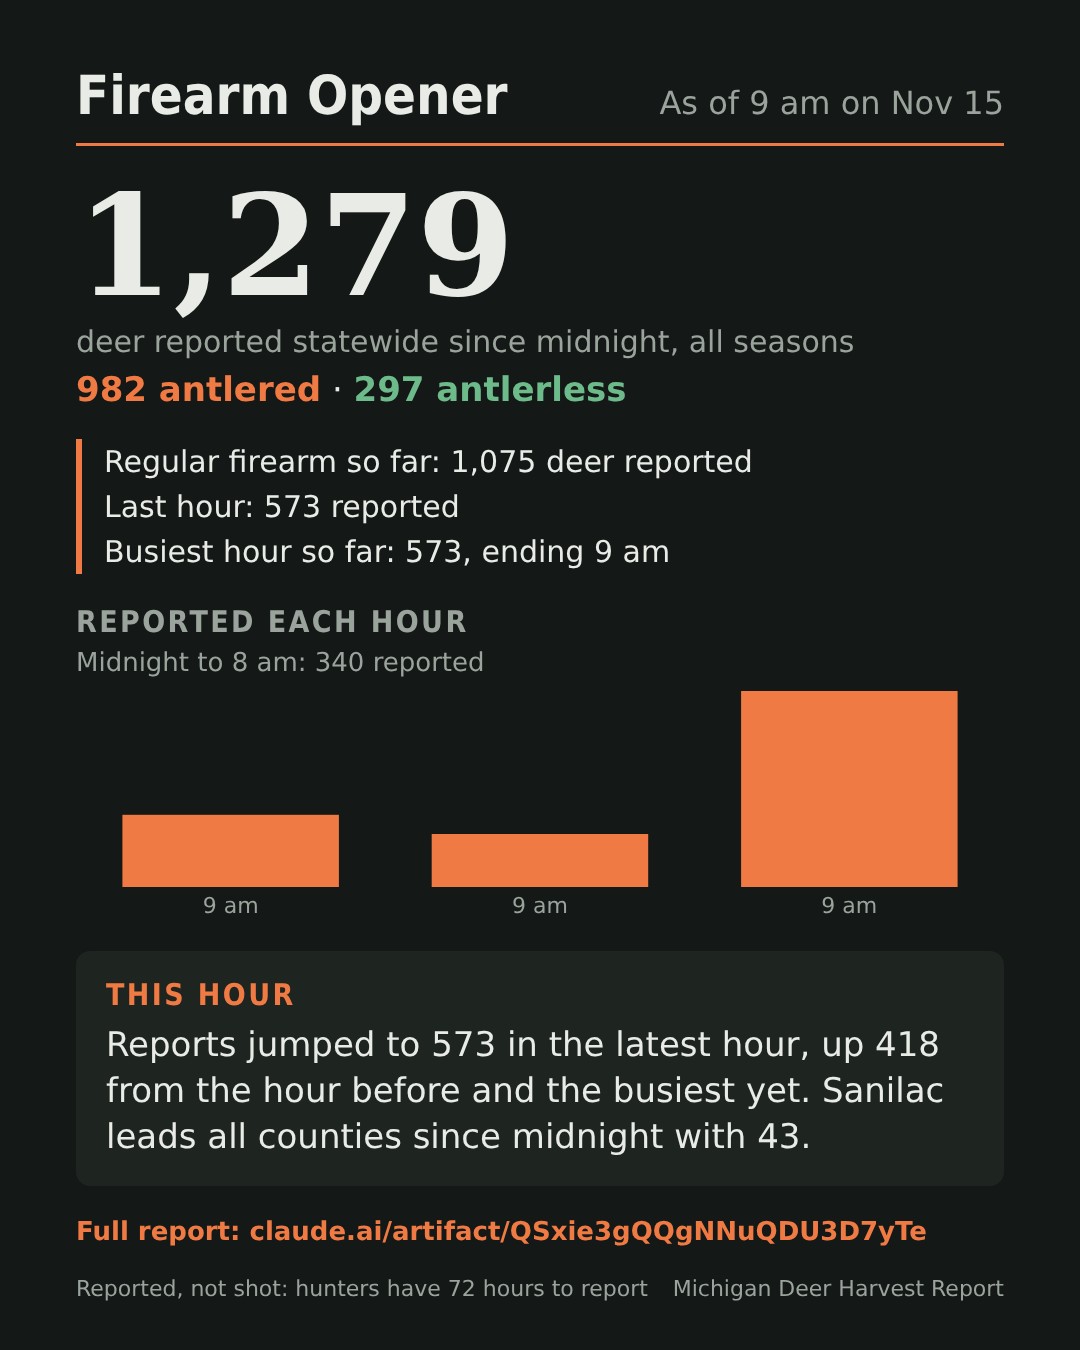 Firearm Opener
As of 9 am on Nov 15
1,279
deer reported statewide since midnight, all seasons
982 antlered · 297 antlerless
Regular firearm so far: 1,075 deer reported
Last hour: 573 reported
Busiest hour so far: 573, ending 9 am
REPORTED EACH HOUR
Midnight to 8 am: 340 reported
9 am
9 am
9 am
THIS HOUR
Reports jumped to 573 in the latest hour, up 418
from the hour before and the busiest yet. Sanilac
leads all counties since midnight with 43.
Full report: claude.ai/artifact/QSxie3gQQgNNuQDU3D7yTe
Reported, not shot: hunters have 72 hours to report
Michigan Deer Harvest Report